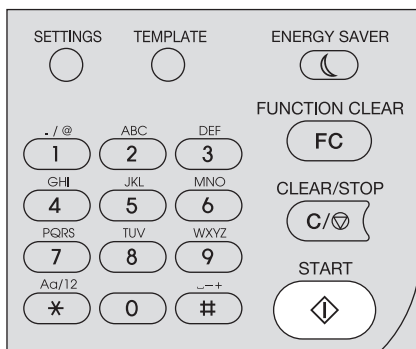 SETTINGS TEMPLATE ENERGY SAVER
FUNCTION CLEAR
. / @ ABC DEF FC
1 2 3
GHI JKL MNO CLEAR/STOP
4 5 6 C/
PQRS TUV WXYZ
7 8 9 START
Aa/12 ⎵–+
* 0 #